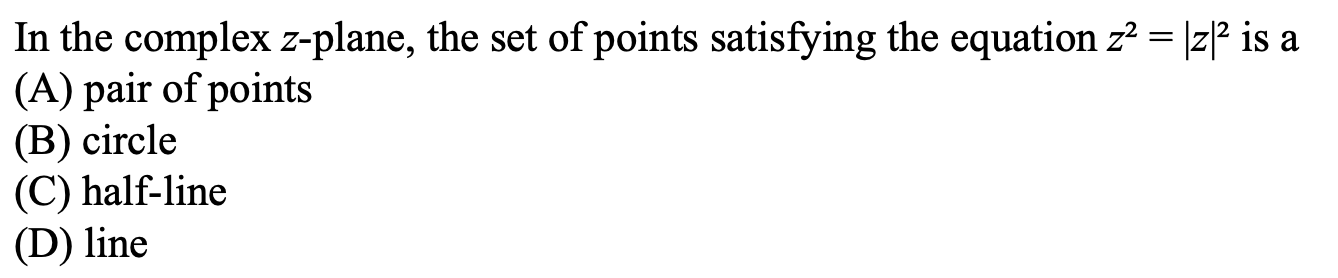 In the complex z-plane, the set of points satisfying the equation z² = |z|² is a
(A) pair of points
(B) circle
(C) half-line
(D) line